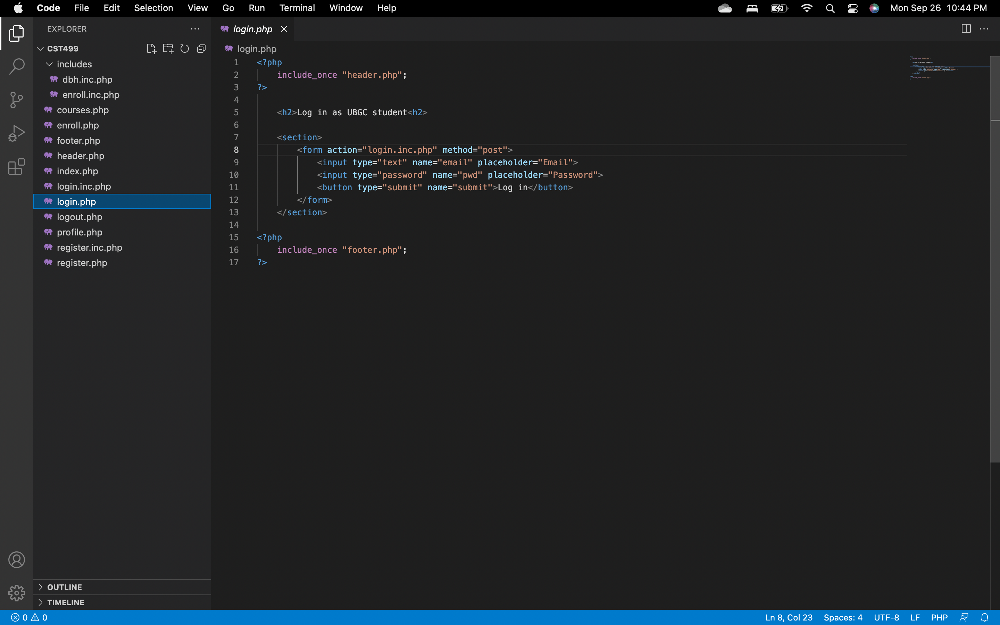 Code File Edit Selection View Go Run Terminal Window Help Mon Sep 26 10:44 PM
EXPLORER
CST499
includes
dbh.inc.php
enroll.inc.php
courses.php
enroll.php
footer.php
header.php
index.php
login.inc.php
login.php
logout.php
profile.php
register.inc.php
register.php
OUTLINE
TIMELINE
login.php
login.php
1 <?php
2 include_once "header.php";
3 ?>
4
5 <h2>Log in as UBGC student<h2>
6
7 <section>
8 <form action="login.inc.php" method="post">
9 <input type="text" name="email" placeholder="Email">
10 <input type="password" name="pwd" placeholder="Password">
11 <button type="submit" name="submit">Log in</button>
12 </form>
13 </section>
14
15 <?php
16 include_once "footer.php";
17 ?>
0 0 Ln 8, Col 23 Spaces: 4 UTF-8 LF PHP